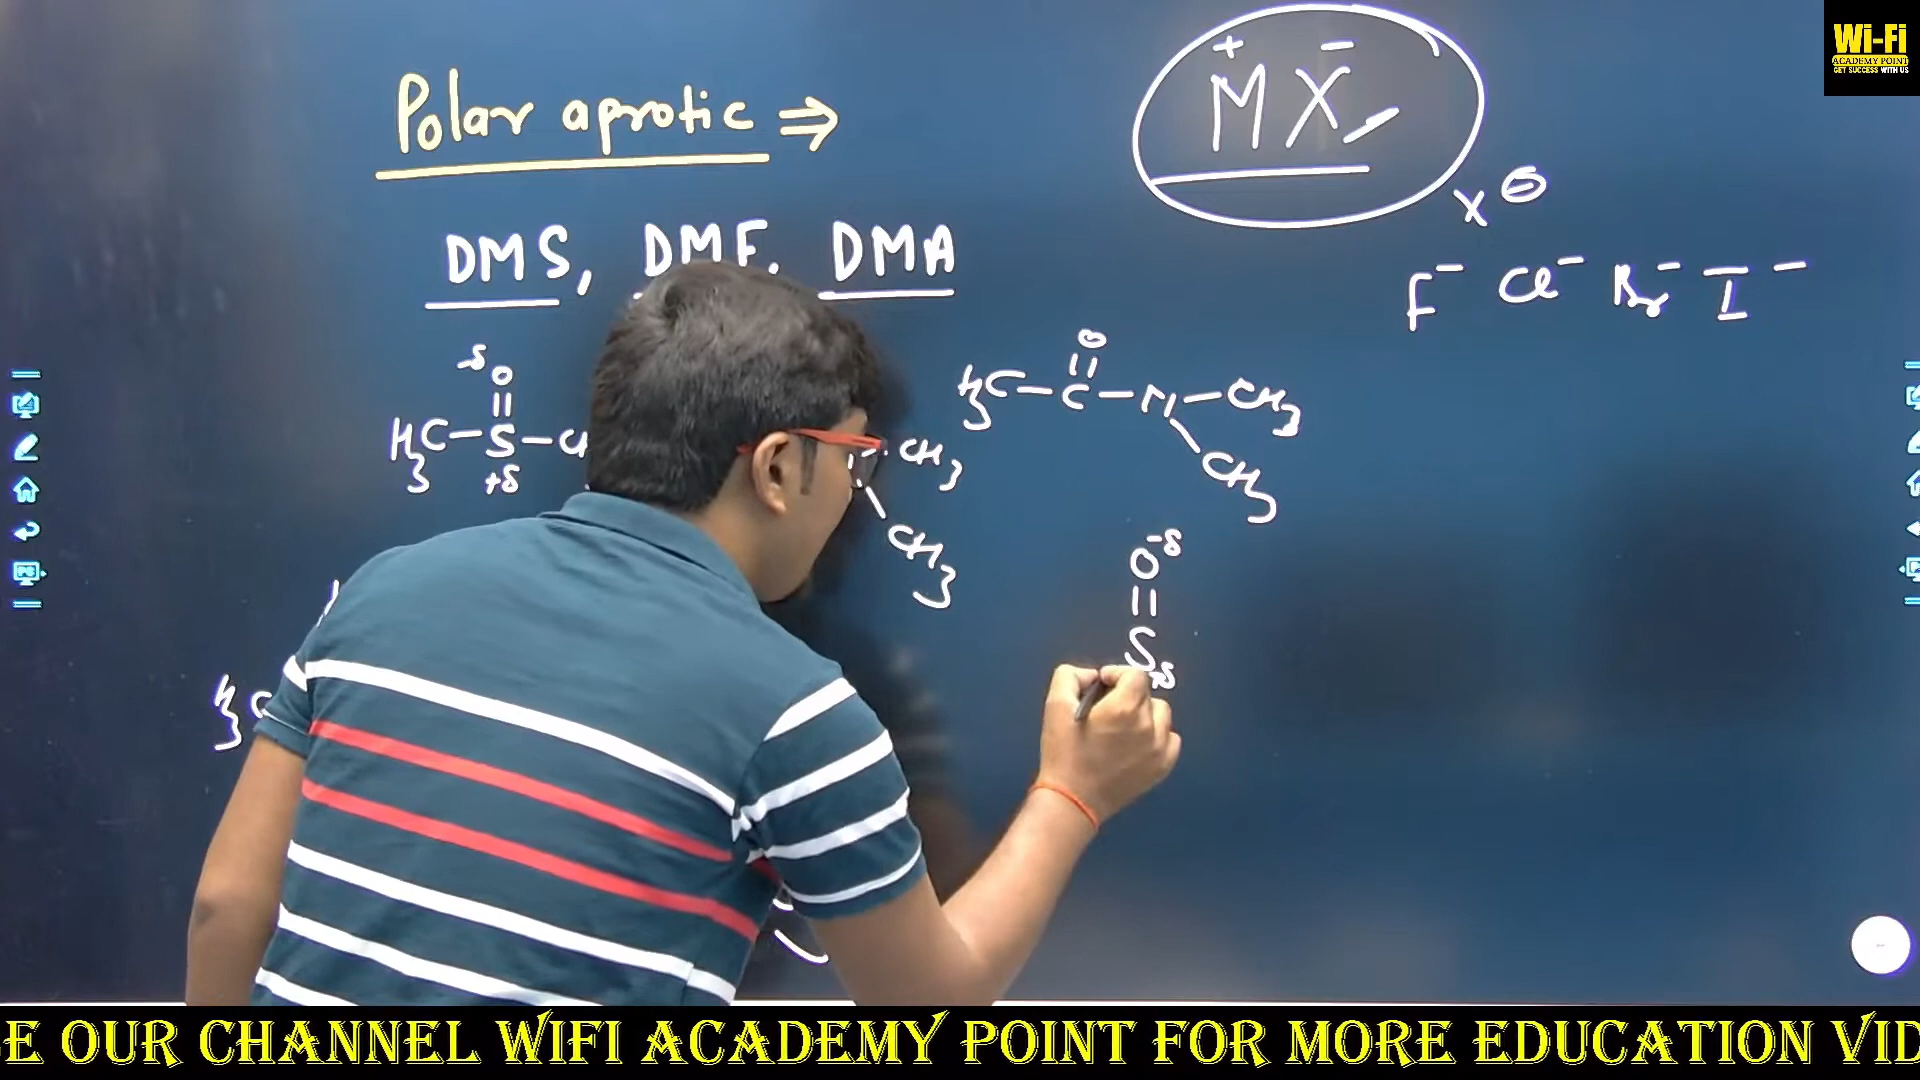 Wi-Fi
ACADEMY POINT
GET SUCCESS WITH US
Polar aprotic ⇒
M⁺ X⁻
X⊖
DMS, DMF, DMA
F⁻ Cl⁻ Br⁻ I⁻
-δ
O
H₃C–S–C
+δ
CH₃
CH₃
O
H₃C–C–N–CH₃
CH₃
O-δ
S
+δ
H₃C
E OUR CHANNEL WIFI ACADEMY POINT FOR MORE EDUCATION VID